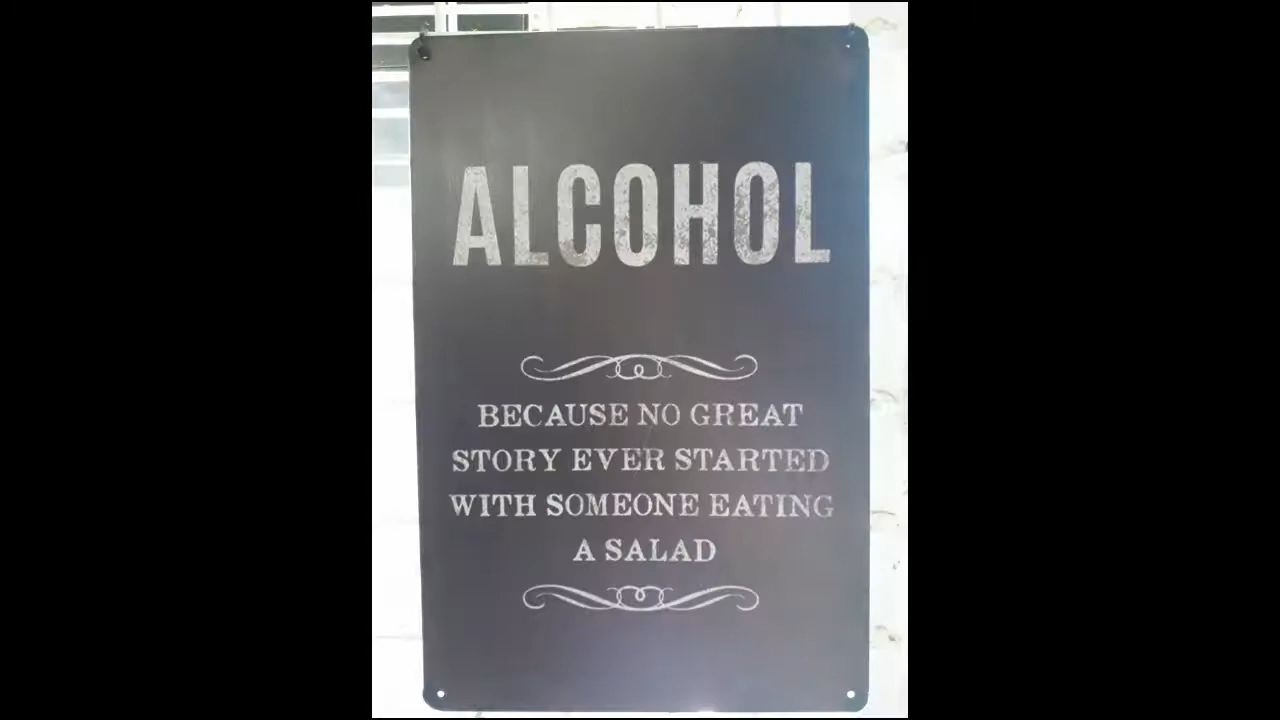 ALCOHOL
BECAUSE NO GREAT
STORY EVER STARTED
WITH SOMEONE EATING
A SALAD